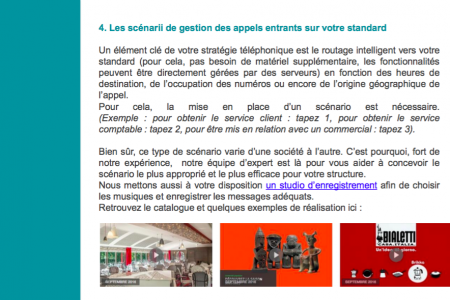 4. Les scénarii de gestion des appels entrants sur votre standard
Un élément clé de votre stratégie téléphonique est le routage intelligent vers votre
standard (pour cela, pas besoin de matériel supplémentaire, les fonctionnalités
peuvent être directement gérées par des serveurs) en fonction des heures de
destination, de l'occupation des numéros ou encore de l'origine géographique de
l'appel.
Pour cela, la mise en place d'un scénario est nécessaire.
(Exemple : pour obtenir le service client : tapez 1, pour obtenir le service
comptable : tapez 2, pour être mis en relation avec un commercial : tapez 3).
Bien sûr, ce type de scénario varie d'une société à l'autre. C'est pourquoi, fort de
notre expérience, notre équipe d'expert est là pour vous aider à concevoir le
scénario le plus approprié et le plus efficace pour votre structure.
Nous mettons aussi à votre disposition un studio d'enregistrement afin de choisir
les musiques et enregistrer les messages adéquats.
Retrouvez le catalogue et quelques exemples de réalisation ici :
SEPTEMBRE 2018
SEPTEMBRE 2018
BIALETTI
CASA ITALIA
SEPTEMBRE 2018